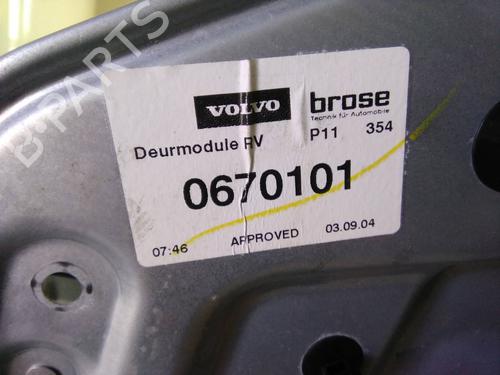 VOLVO
brose
Technik für Automobile
Deurmodule RV P11 354
0670101
07:46 APPROVED 03.09.04
B-PARTS